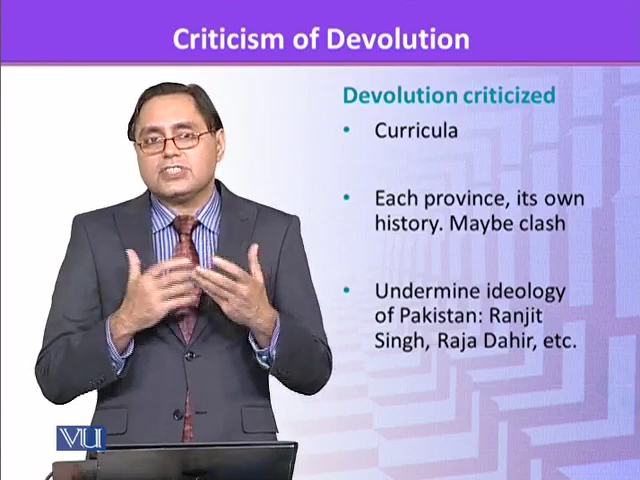 Criticism of Devolution
Devolution criticized
• Curricula
• Each province, its own
history. Maybe clash
• Undermine ideology
of Pakistan: Ranjit
Singh, Raja Dahir, etc.
VU